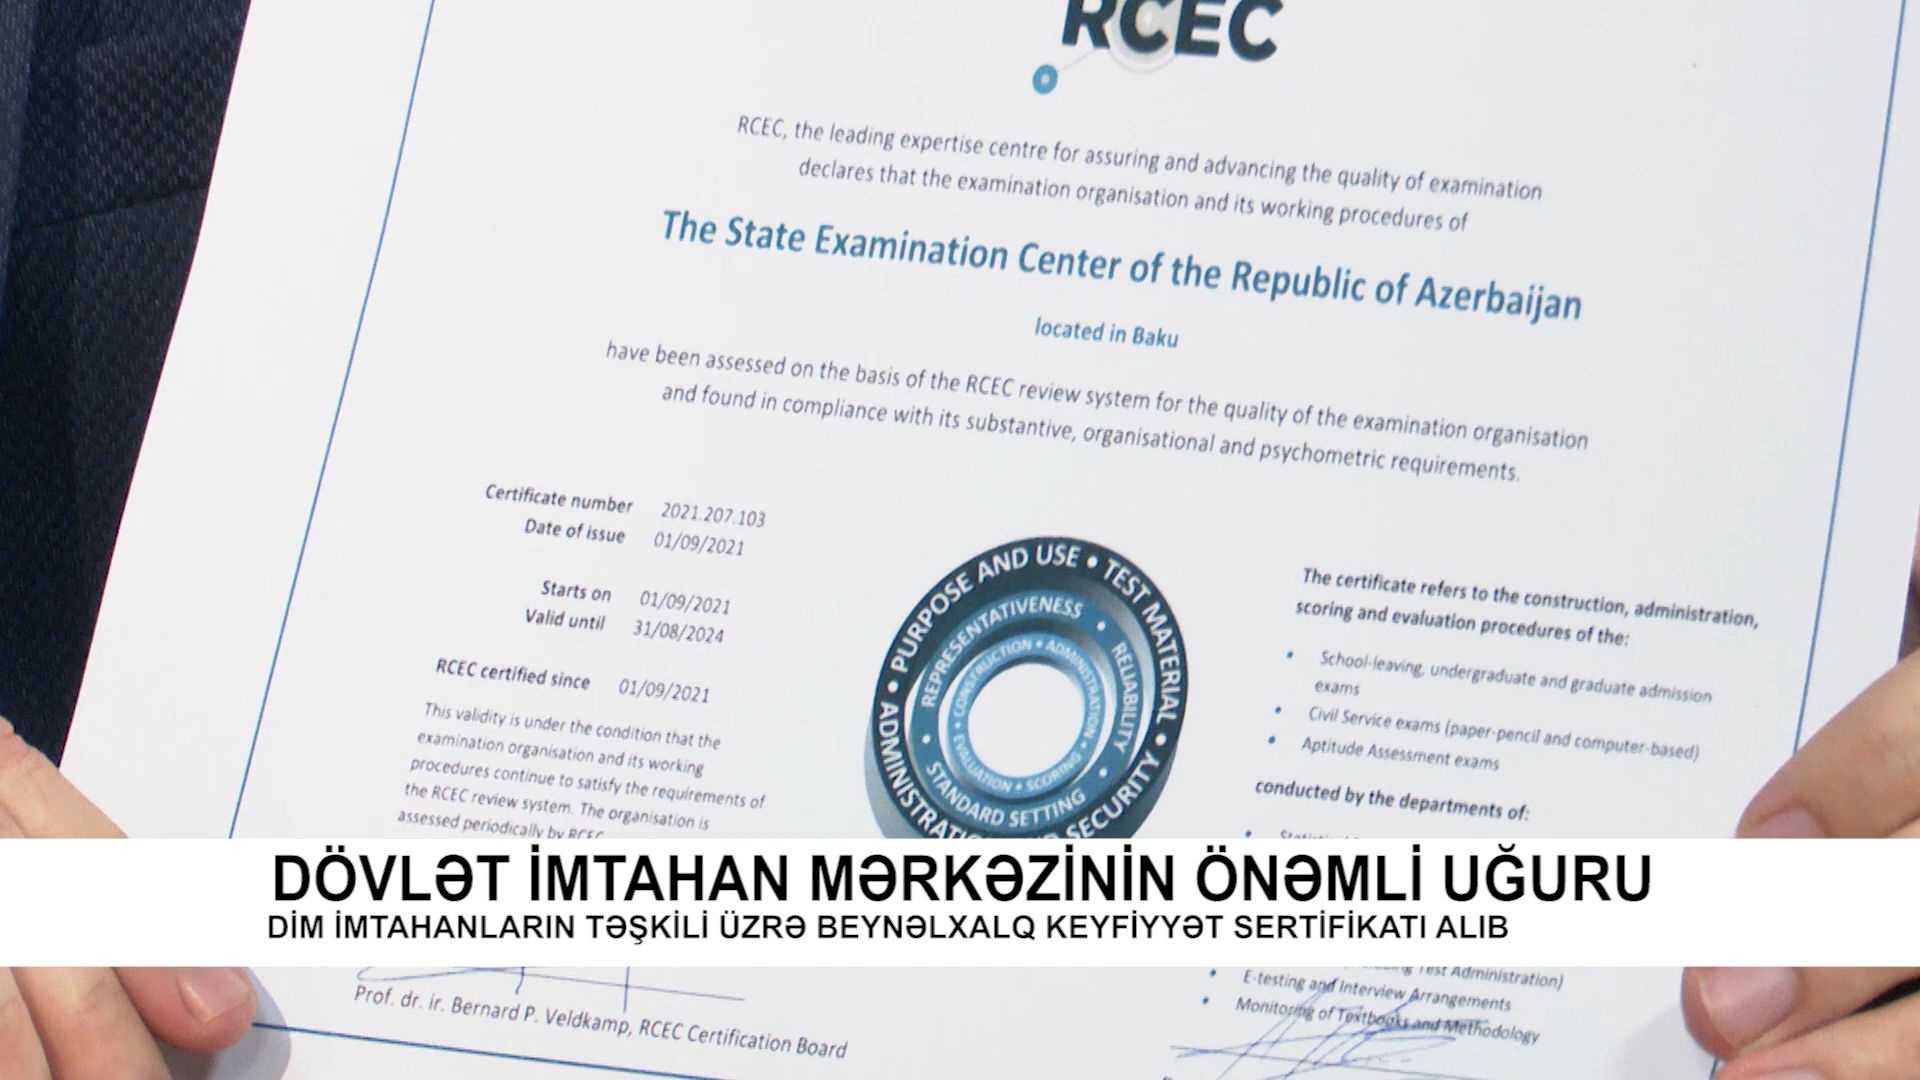 RCEC
RCEC, the leading expertise centre for assuring and advancing the quality of examination
declares that the examination organisation and its working procedures of
The State Examination Center of the Republic of Azerbaijan
located in Baku
have been assessed on the basis of the RCEC review system for the quality of the examination organisation
and found in compliance with its substantive, organisational and psychometric requirements.
Certificate number 2021.207.103
Date of issue 01/09/2021
Starts on 01/09/2021
Valid until 31/08/2024
RCEC certified since 01/09/2021
This validity is under the condition that the
examination organisation and its working
procedures continue to satisfy the requirements of
the RCEC review system. The organisation is
assessed periodically by RCEC
• PURPOSE AND USE • TEST MATERIAL • SECURITY
ADMINISTRATI
REPRESENTATIVENESS • RELIABILITY • STANDARD SETTING •
CONSTRUCTION • ADMINISTRATION • SCORING • EVALUATION •
The certificate refers to the construction, administration,
scoring and evaluation procedures of the:
• School-leaving, undergraduate and graduate admission
exams
• Civil Service exams (paper-pencil and computer-based)
• Aptitude Assessment exams
conducted by the departments of:
DÖVLƏT İMTAHAN MƏRKƏZİNİN ÖNƏMLİ UĞURU
DİM İMTAHANLARIN TƏŞKİLİ ÜZRƏ BEYNƏLXALQ KEYFİYYƏT SERTİFİKATI ALIB
Test Administration)
• E-testing and Interview Arrangements
• Monitoring of Textbooks and Methodology
Prof. dr. ir. Bernard P. Veldkamp, RCEC Certification Board